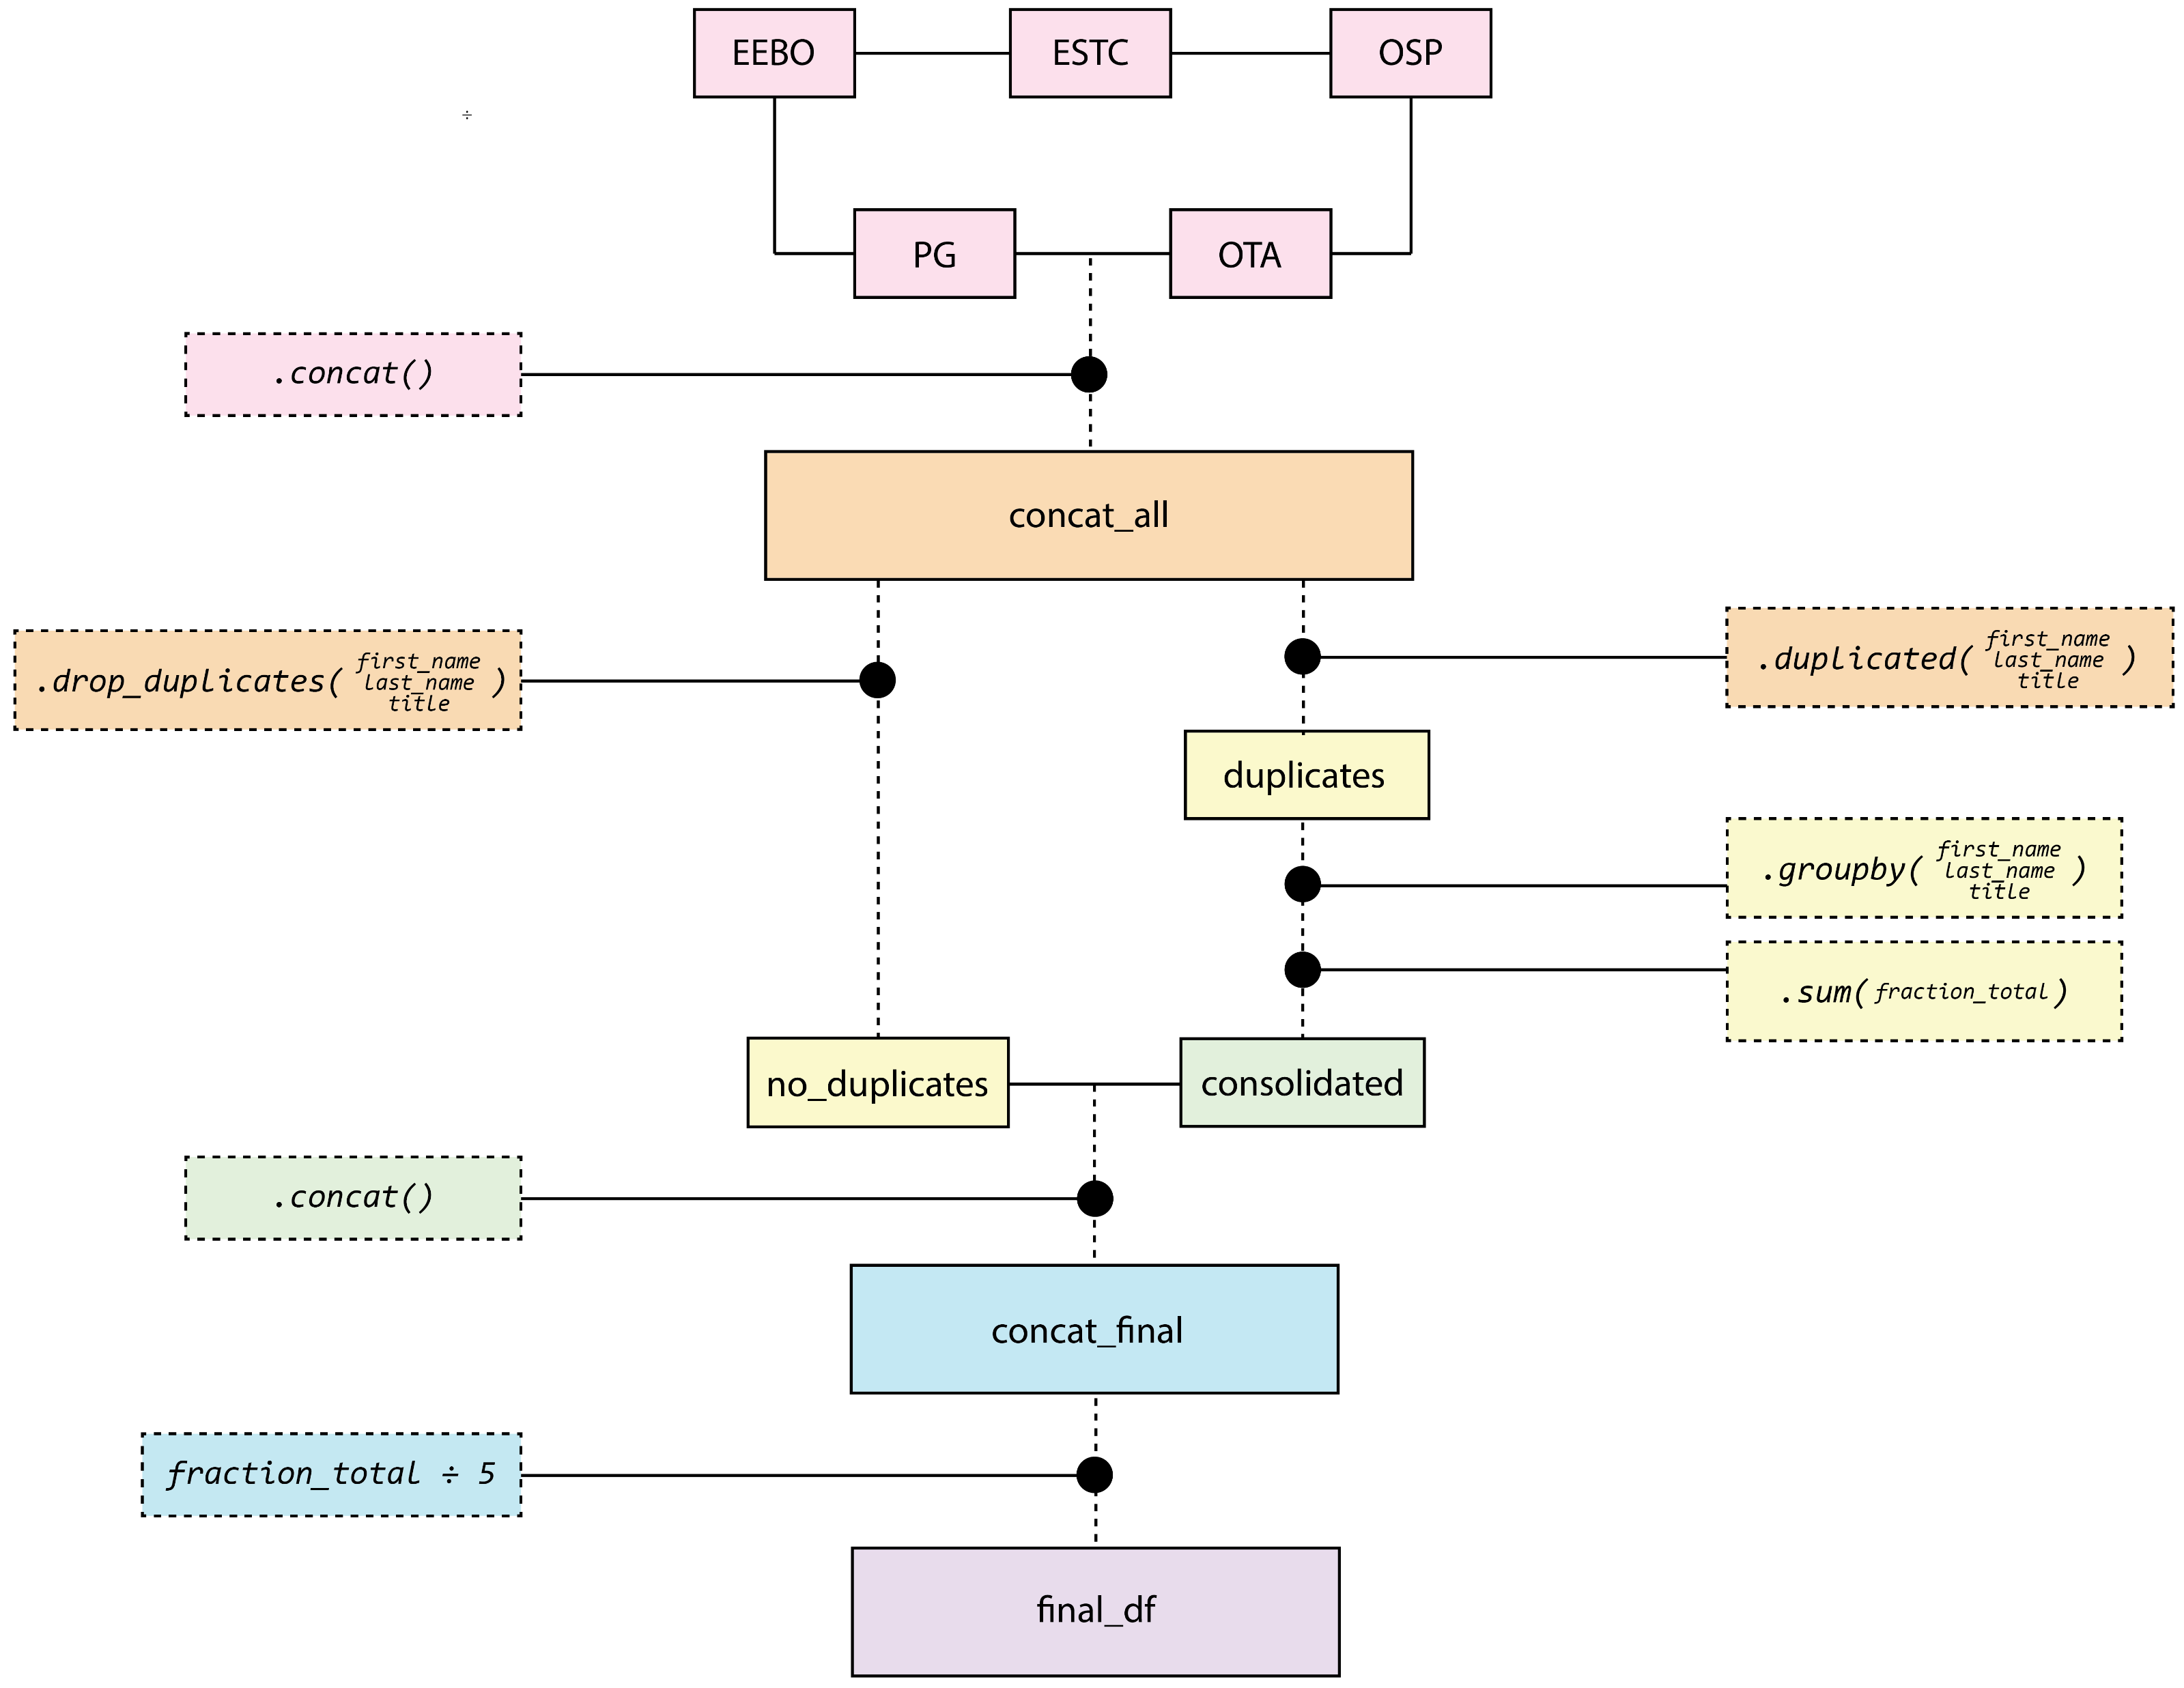 EEBO
ESTC
OSP
÷
PG
OTA
.concat()
concat_all
.drop_duplicates( first_name
last_name
title )
.duplicated( first_name
last_name
title )
duplicates
.groupby( first_name
last_name
title )
.sum( fraction_total )
no_duplicates
consolidated
.concat()
concat_final
fraction_total ÷ 5
final_df